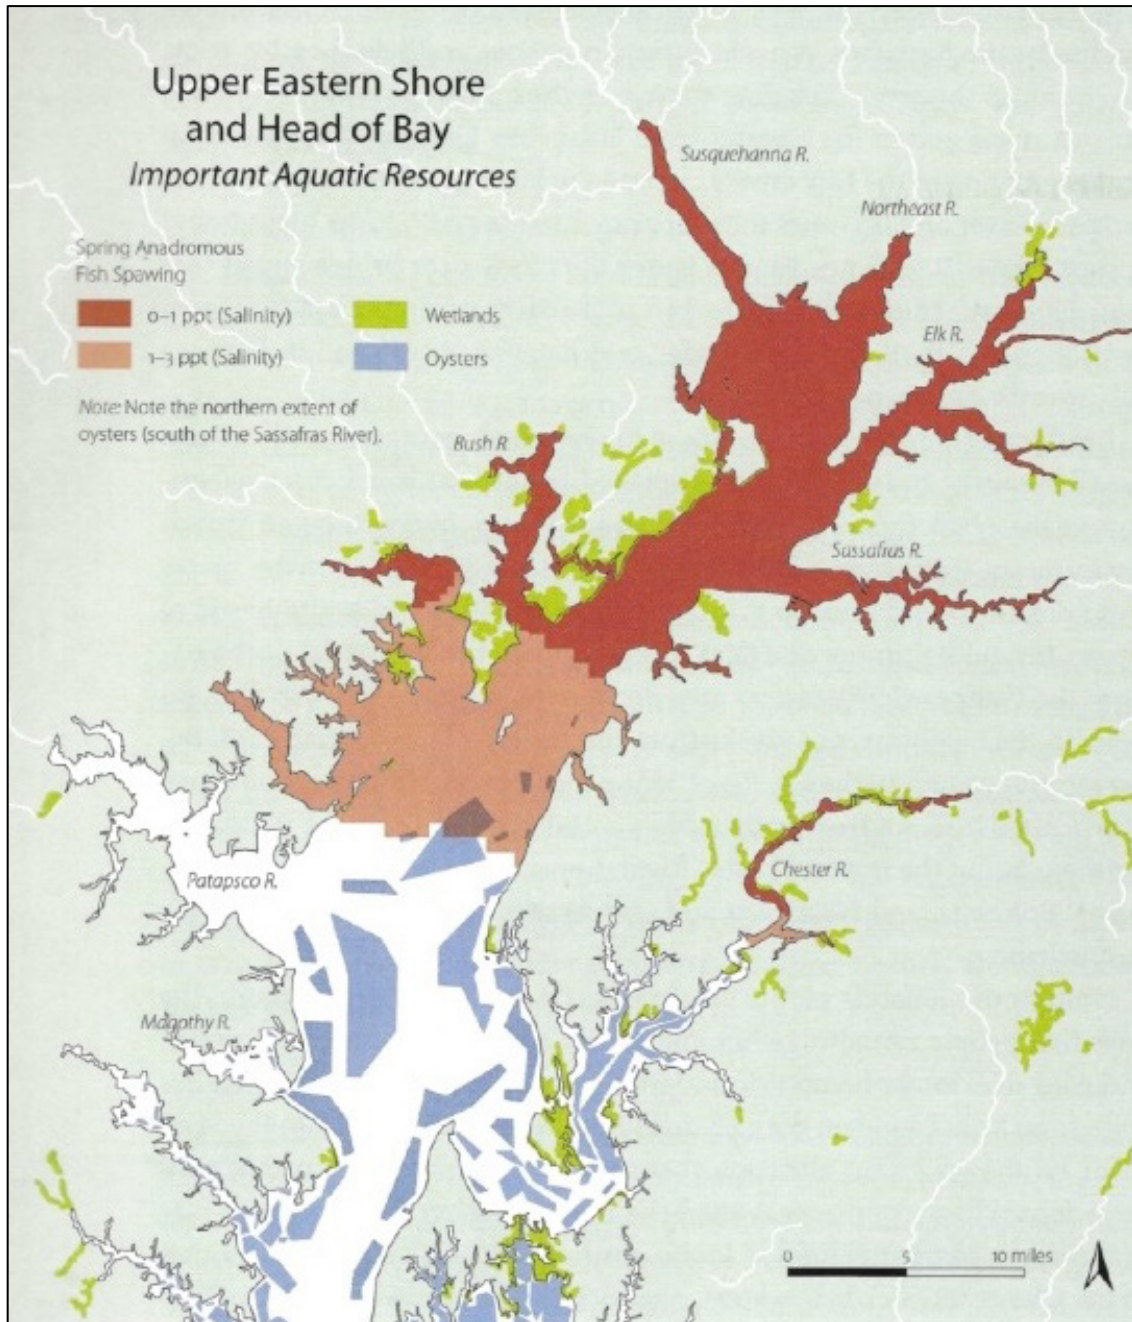 Upper Eastern Shore
and Head of Bay
Important Aquatic Resources
Spring Anadromous
Fish Spawing
0–1 ppt (Salinity)
1–3 ppt (Salinity)
Wetlands
Oysters
Note: Note the northern extent of
oysters (south of the Sassafras River).
Susquehanna R.
Northeast R.
Elk R.
Bush R.
Sassafras R.
Chester R.
Patapsco R.
Magothy R.
0 5 10 miles